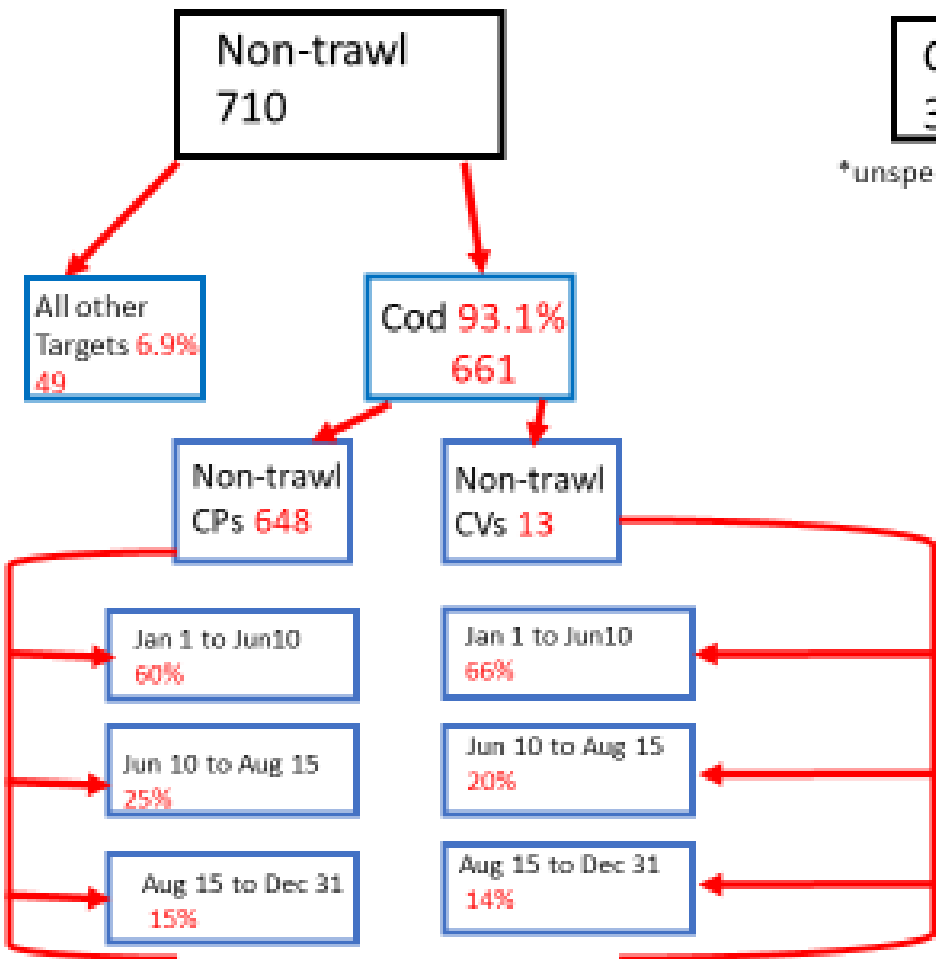 Non-trawl
710
*unspe
All other
Targets 6.9%
49
Cod 93.1%
661
Non-trawl
CPs 648
Non-trawl
CVs 13
Jan 1 to Jun10
60%
Jan 1 to Jun10
66%
Jun 10 to Aug 15
25%
Jun 10 to Aug 15
20%
Aug 15 to Dec 31
15%
Aug 15 to Dec 31
14%